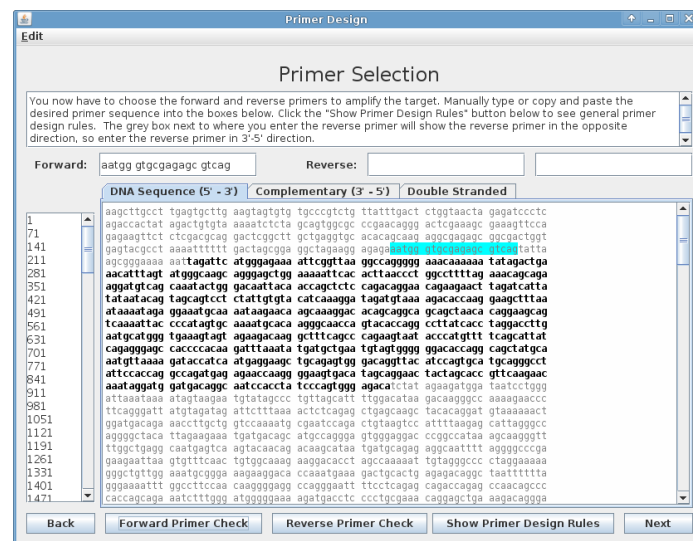 Primer Design
Edit
Primer Selection
You now have to choose the forward and reverse primers to amplify the target. Manually type or copy and paste the
desired primer sequence into the boxes below. Click the "Show Primer Design Rules" button below to see general primer
design rules. The grey box next to where you enter the reverse primer will show the reverse primer in the opposite
direction, so enter the reverse primer in 3'-5' direction.
Forward: aatgg gtgcgagagc gtcag Reverse:
DNA Sequence (5' - 3') Complementary (3' - 5') Double Stranded
1 aagcttgcct tgagtgcttg aagtagtgtg tgcccgtctg ttatttgact ctggtaacta gagatccctc
71 agaccactat agactgtgta aaaatctcta gcagtggcgc ccgaacaggg actgaaagc gaaagttcca
141 gagaagttct ctcgacgcag gactcggctt gctgaggtgc acacagcaag aggcgagagc ggcgactggt
211 gagtacgcct aaaatttttt gactagcgga ggctagaagg agagaaatgg gtgcgagagc gtcagtatta
281 agcgggaaaa aattagattc atgggagaaa attcggttaa ggccaggggg aaacaaaaaa tatagactga
351 aacatttagt atgggcaagc agggagctgg aaaaattcac acttaaccct ggccttttag aaacagcaga
421 aggatgtcag caaatactgg gacaattaca accagctctc cagacaggaa cagaagaact tagatcatta
491 tataatacag tagcagtcct ctattgtgta catcaaagga tagatgtaaa agacaccaag gaagctttaa
561 ataaaataga ggaaatgcaa aataagaaca agcaaaggac acagcaggca gcagctaaca caggaagcag
631 tcaaaattac cccatagtgc aaaatgcaca agggcaaccg gtacaccagg ccttatcacc taggaccttg
701 aatgcatggg tgaaagtagt agaagacaag gctttcagcc cagaagtaat acccatgttt tcagcattat
771 cagagggagc caccccacaa gatttaaata tgatgctgaa tgtagtgggg ggacaccagg cagctatgca
841 aatgttaaaa gataccatca atgaggaagc tgcagagtgg gacaggttac atccagtgca tgcagggcct
911 attccaccag gccagatgag agaaccaagg ggaagtgaca tagcaggaac tactagcacc gttcaagaac
981 aaataggatg gatgacaggc aatccaccta tcccagtggg agacatctat agaagatgga taatcctggg
1051 attaaataaa atagtaagaa tgtatagccc tgttagcatt ttggacataa gacaagggcc aaaagaaccc
1121 ttcagggatt atgtagatag attctttaaa actctcagag ctgagcaagc tacacaggat gtaaaaaact
1191 ggatgacaga aaccttgctg gtccaaaatg cgaatccaga ctgtaagtcc attttaagag cattagggcc
1261 aggggctaca ttagaagaaa tgatgacagc atgccaggga gtgggaggac ccggccataa agcaagggtt
1331 ttggctgagg caatgagtca agtacaacag acaagcataa tgatgcagag aggcaatttt aggggcccga
1401 gaagaattaa gtgtttcaac tgtggcaaag aaggacacct agccaaaaat tgtagggccc ctaggaaaaa
1471 gggctgttgg aaatgcggga aagaaggaca ccaaatgaaa gactgcactg agagacaggc taatttttta
gggaaaattt ggccttccaa caaggggagg ccagggaatt ttcctcagag cagaccagag ccaacagccc
caccagcaga aatctttggg atgggggaaa agatgacctc ccctgcgaaa caggagctga aagacaggga
Back Forward Primer Check Reverse Primer Check Show Primer Design Rules Next